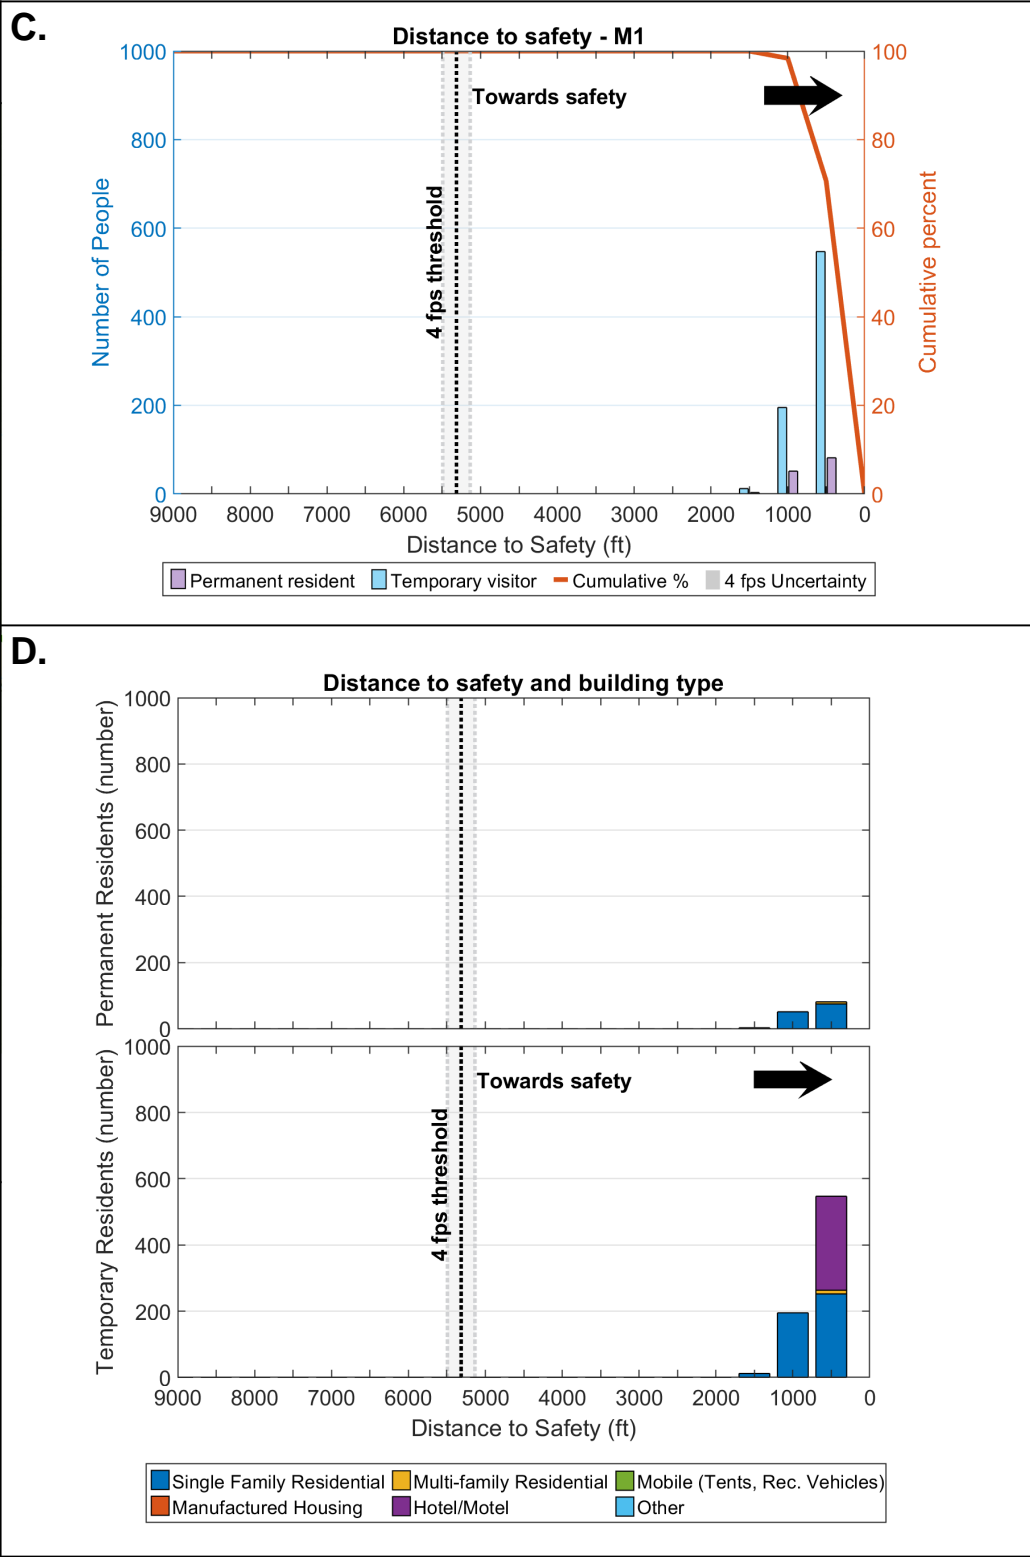 C.
Distance to safety - M1
1000
800
600
400
200
0
Number of People
100
80
60
40
20
0
Cumulative percent
Towards safety
4 fps threshold
9000 8000 7000 6000 5000 4000 3000 2000 1000 0
Distance to Safety (ft)
Permanent resident Temporary visitor Cumulative % 4 fps Uncertainty
D.
Distance to safety and building type
1000
800
600
400
200
0
Permanent Residents (number)
1000
800
600
400
200
0
Temporary Residents (number)
Towards safety
4 fps threshold
9000 8000 7000 6000 5000 4000 3000 2000 1000 0
Distance to Safety (ft)
Single Family Residential Multi-family Residential Mobile (Tents, Rec. Vehicles)
Manufactured Housing Hotel/Motel Other